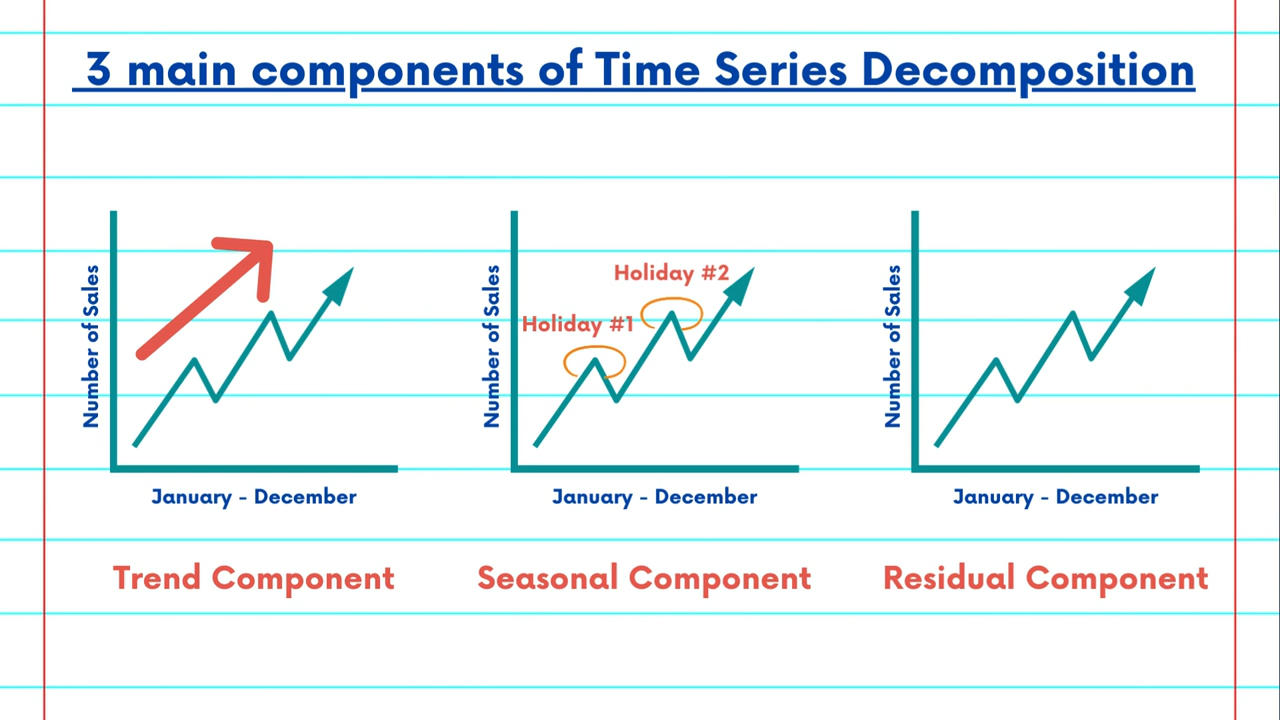 3 main components of Time Series Decomposition
Number of Sales
January - December
Trend Component
Holiday #2
Holiday #1
Number of Sales
January - December
Seasonal Component
Number of Sales
January - December
Residual Component